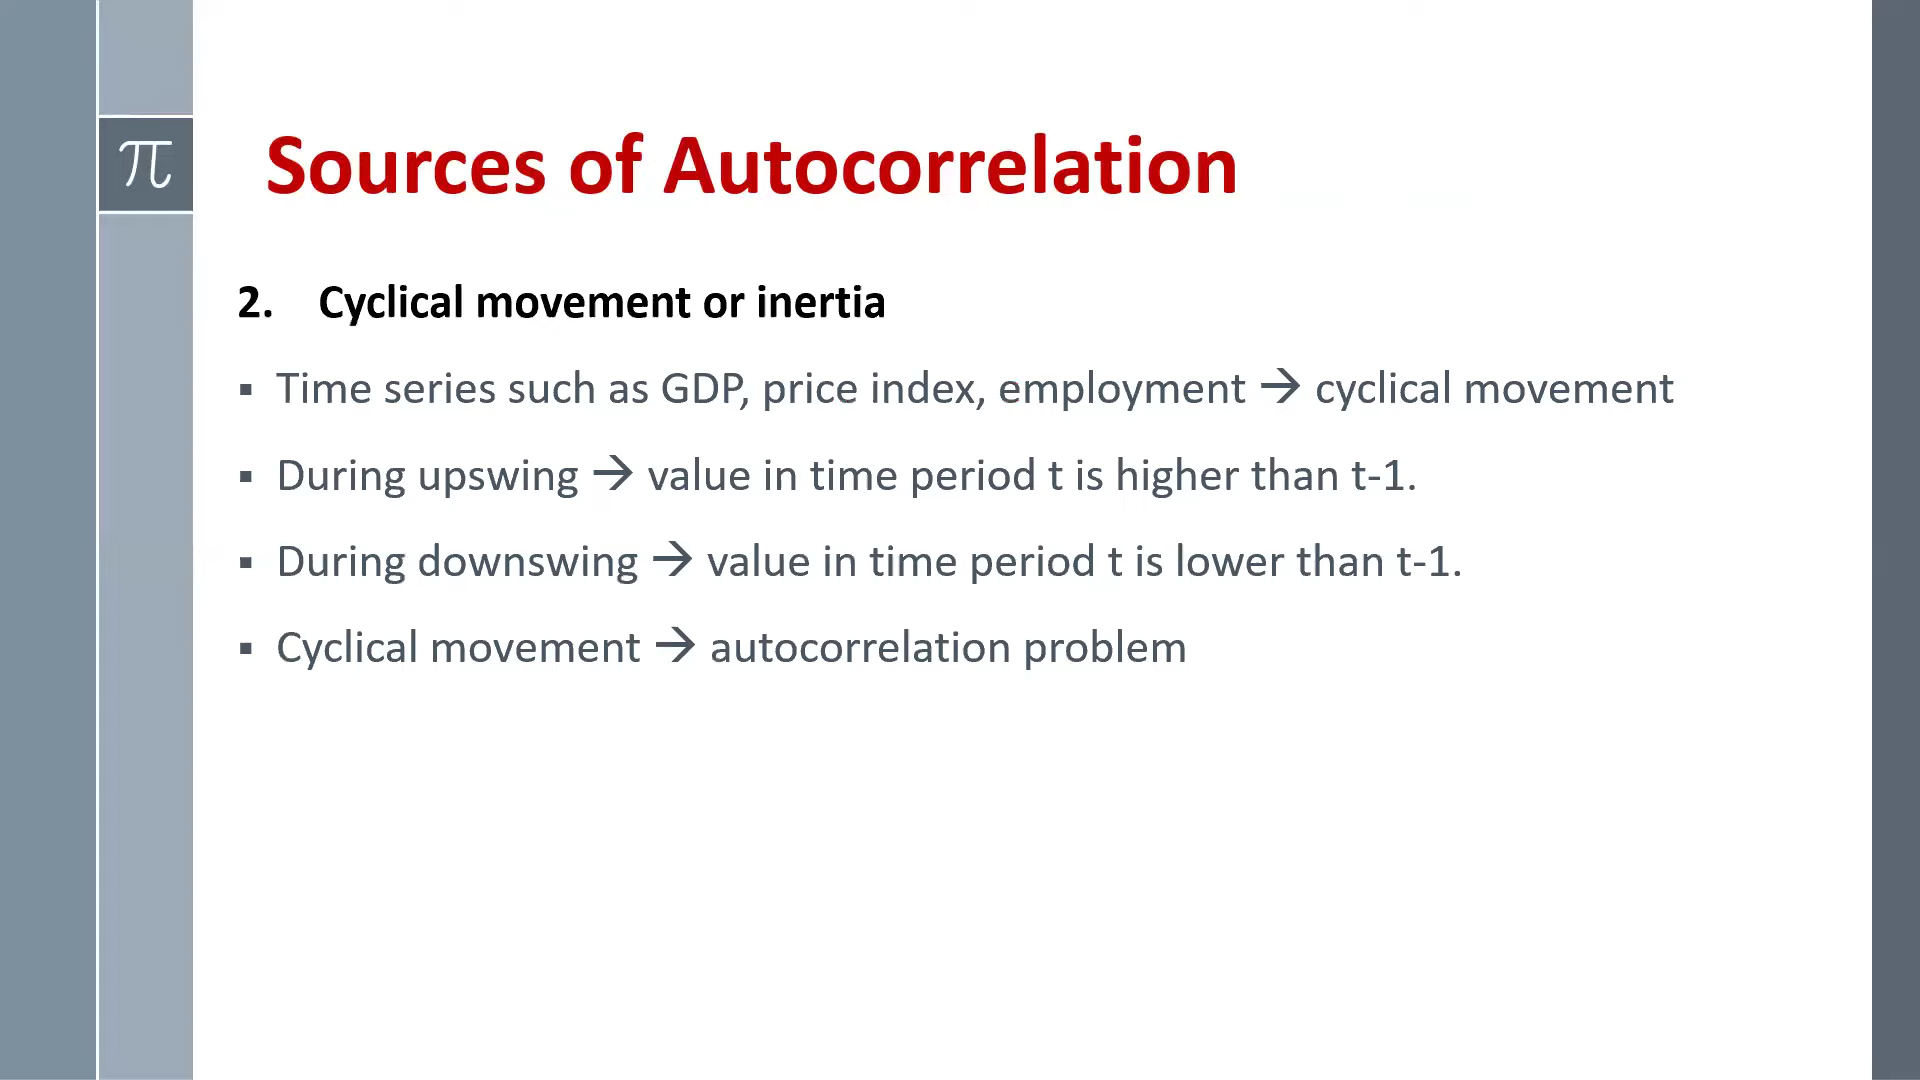 π
Sources of Autocorrelation
2. Cyclical movement or inertia
▪ Time series such as GDP, price index, employment → cyclical movement
▪ During upswing → value in time period t is higher than t-1.
▪ During downswing → value in time period t is lower than t-1.
▪ Cyclical movement → autocorrelation problem